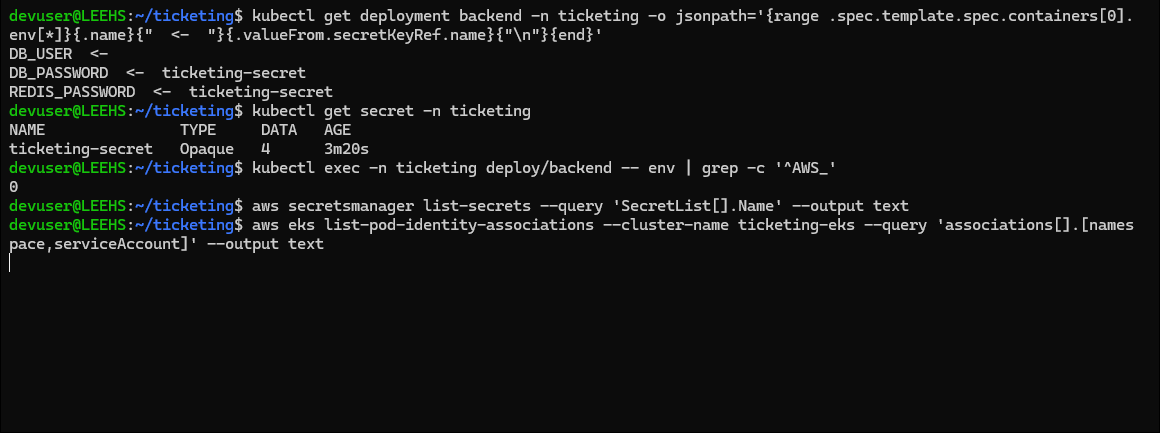 devuser@LEEHS:~/ticketing$ kubectl get deployment backend -n ticketing -o jsonpath='{range .spec.template.spec.containers[0].
env[*]}{.name}{"  <-  "}{.valueFrom.secretKeyRef.name}{"\n"}{end}'
DB_USER  <-
DB_PASSWORD  <-  ticketing-secret
REDIS_PASSWORD  <-  ticketing-secret
devuser@LEEHS:~/ticketing$ kubectl get secret -n ticketing
NAME               TYPE     DATA   AGE
ticketing-secret   Opaque   4      3m20s
devuser@LEEHS:~/ticketing$ kubectl exec -n ticketing deploy/backend -- env | grep -c '^AWS_'
0
devuser@LEEHS:~/ticketing$ aws secretsmanager list-secrets --query 'SecretList[].Name' --output text
devuser@LEEHS:~/ticketing$ aws eks list-pod-identity-associations --cluster-name ticketing-eks --query 'associations[].[names
pace,serviceAccount]' --output text